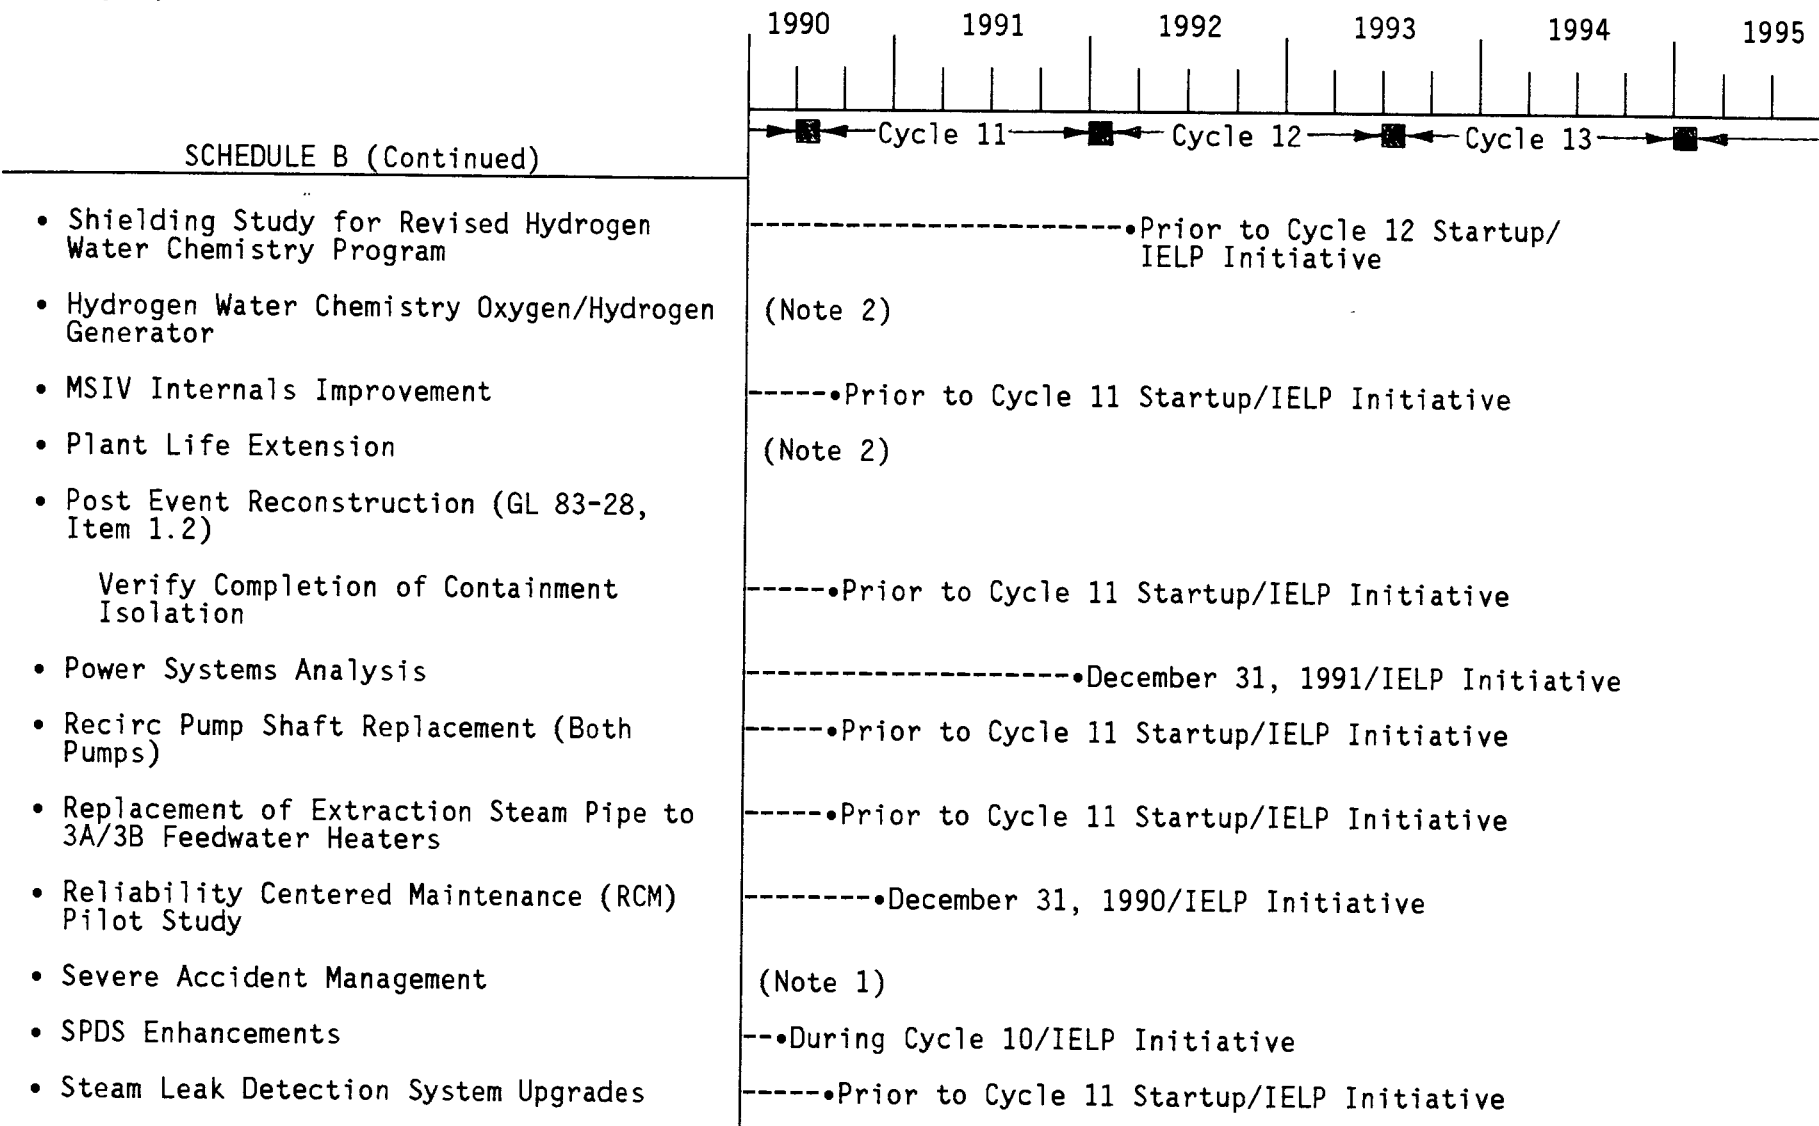 1990 1991 1992 1993 1994 1995
Cycle 11 Cycle 12 Cycle 13
SCHEDULE B (Continued)
• Shielding Study for Revised Hydrogen
Water Chemistry Program
•Prior to Cycle 12 Startup/
IELP Initiative
• Hydrogen Water Chemistry Oxygen/Hydrogen
Generator
(Note 2)
• MSIV Internals Improvement
•Prior to Cycle 11 Startup/IELP Initiative
• Plant Life Extension
(Note 2)
• Post Event Reconstruction (GL 83-28,
Item 1.2)
Verify Completion of Containment
Isolation
•Prior to Cycle 11 Startup/IELP Initiative
• Power Systems Analysis
•December 31, 1991/IELP Initiative
• Recirc Pump Shaft Replacement (Both
Pumps)
•Prior to Cycle 11 Startup/IELP Initiative
• Replacement of Extraction Steam Pipe to
3A/3B Feedwater Heaters
•Prior to Cycle 11 Startup/IELP Initiative
• Reliability Centered Maintenance (RCM)
Pilot Study
•December 31, 1990/IELP Initiative
• Severe Accident Management
(Note 1)
• SPDS Enhancements
•During Cycle 10/IELP Initiative
• Steam Leak Detection System Upgrades
•Prior to Cycle 11 Startup/IELP Initiative